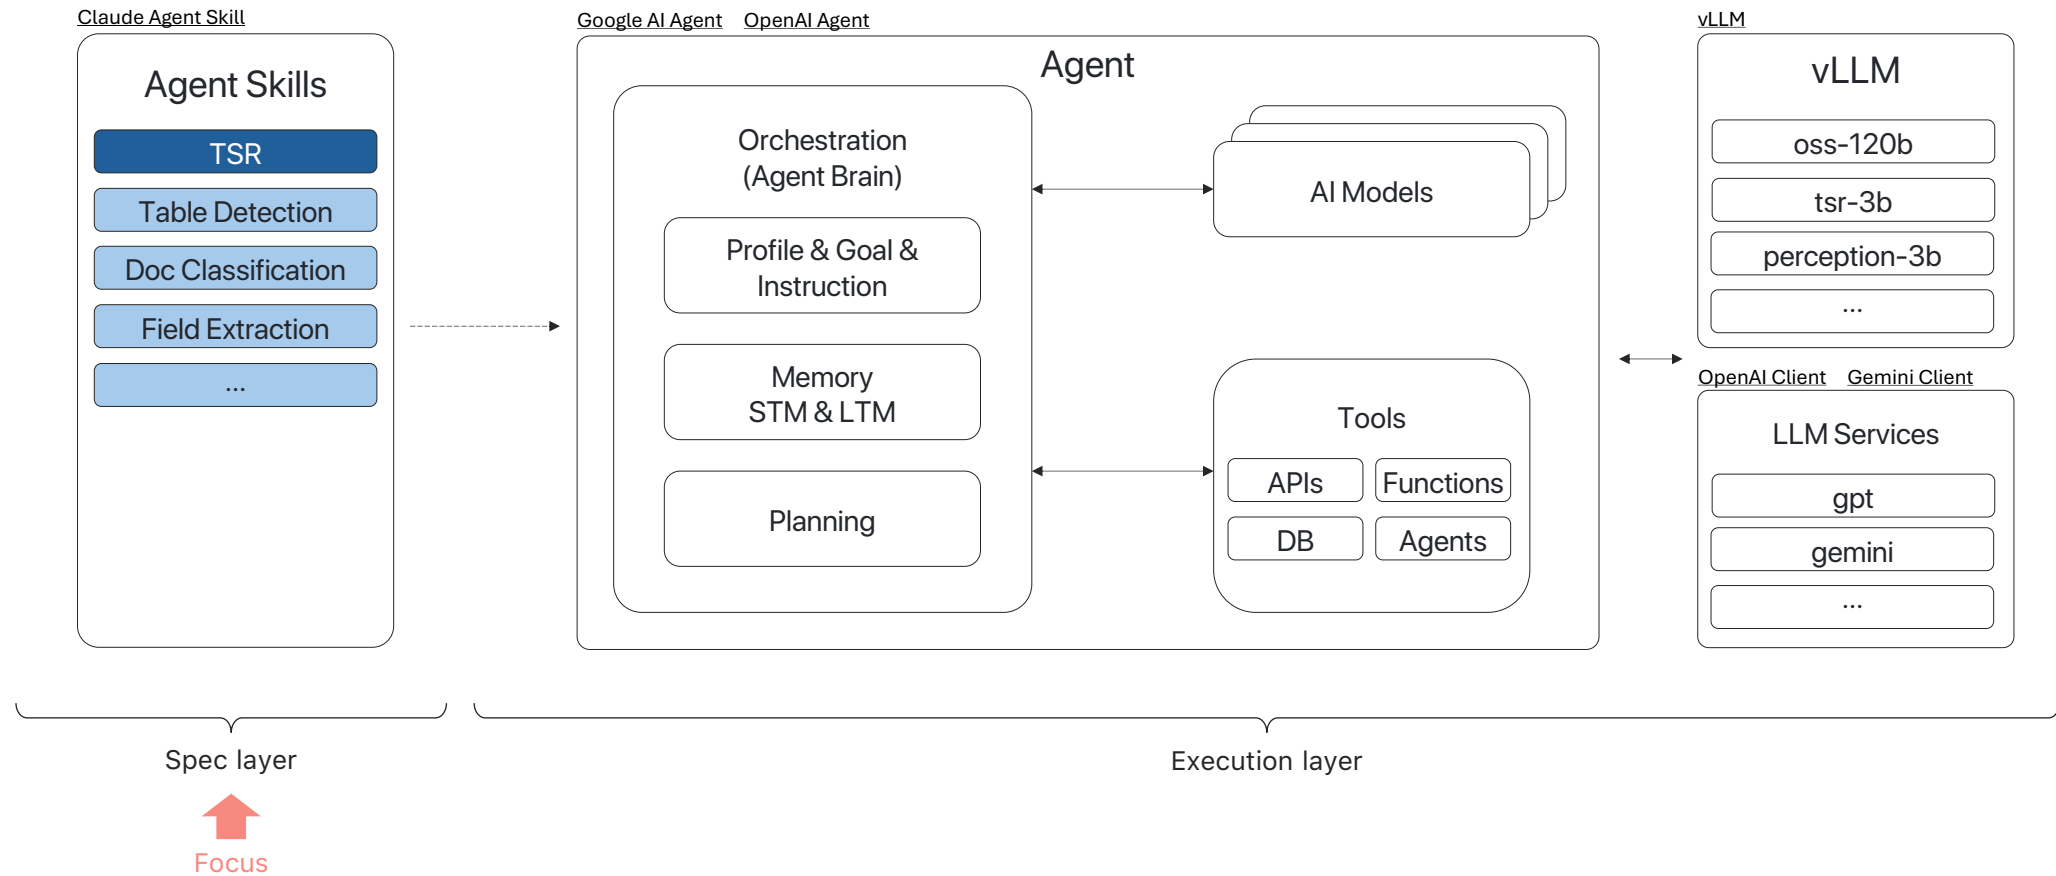 Claude Agent Skill
Agent Skills
TSR
Table Detection
Doc Classification
Field Extraction
...
Google AI Agent
OpenAI Agent
Agent
Orchestration
(Agent Brain)
Profile & Goal &
Instruction
Memory
STM & LTM
Planning
AI Models
Tools
APIs
Functions
DB
Agents
vLLM
vLLM
oss-120b
tsr-3b
perception-3b
...
OpenAI Client
Gemini Client
LLM Services
gpt
gemini
...
Spec layer
Execution layer
Focus